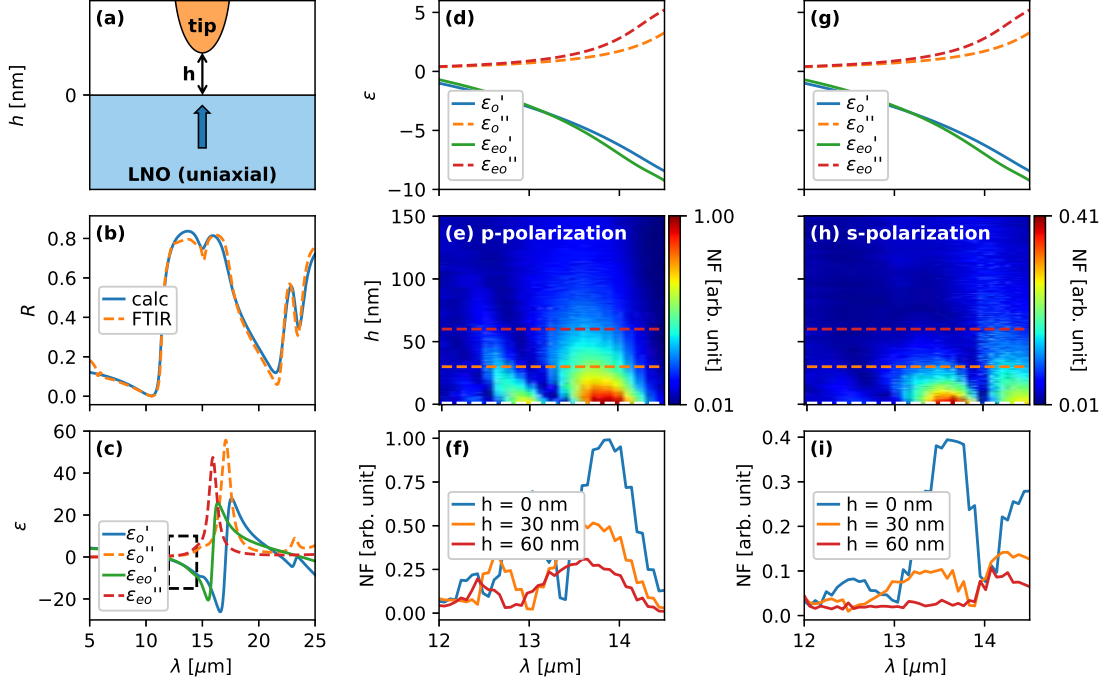 (a)
tip
h
h [nm]
0
LNO (uniaxial)
(b)
R
0.8
0.6
0.4
0.2
0.0
calc
FTIR
(c)
ε
60
40
20
0
−20
εo'
εo''
εeo'
εeo''
5 10 15 20 25
λ [μm]
(d)
ε
5
0
−5
−10
εo'
εo''
εeo'
εeo''
(e) p-polarization
h [nm]
150
100
50
0
1.00
NF [arb. unit]
0.01
(f)
NF [arb. unit]
1.00
0.75
0.50
0.25
0.00
h = 0 nm
h = 30 nm
h = 60 nm
12 13 14
λ [μm]
(g)
εo'
εo''
εeo'
εeo''
(h) s-polarization
0.41
NF [arb. unit]
0.01
(i)
NF [arb. unit]
0.4
0.3
0.2
0.1
0.0
h = 0 nm
h = 30 nm
h = 60 nm
12 13 14
λ [μm]